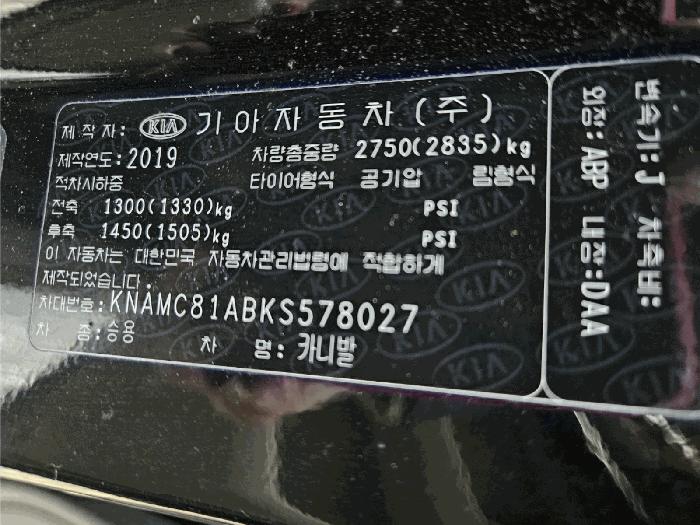 제 작 자: KIA 기 아 자 동 차 ( 주 )
제작연도: 2019 차량총중량 2750(2835)kg
적차시하중 타이어형식 공기압 림형식
전축 1300(1330)kg PSI
후축 1450(1505)kg PSI
이 자동차는 대한민국 자동차관리법령에 적합하게
제작되었습니다.
차대번호: KNAMC81ABKS578027
차 종: 승용 차 명: 카니발
변속기: J 차축비:
외장: ABP 내장: DAA